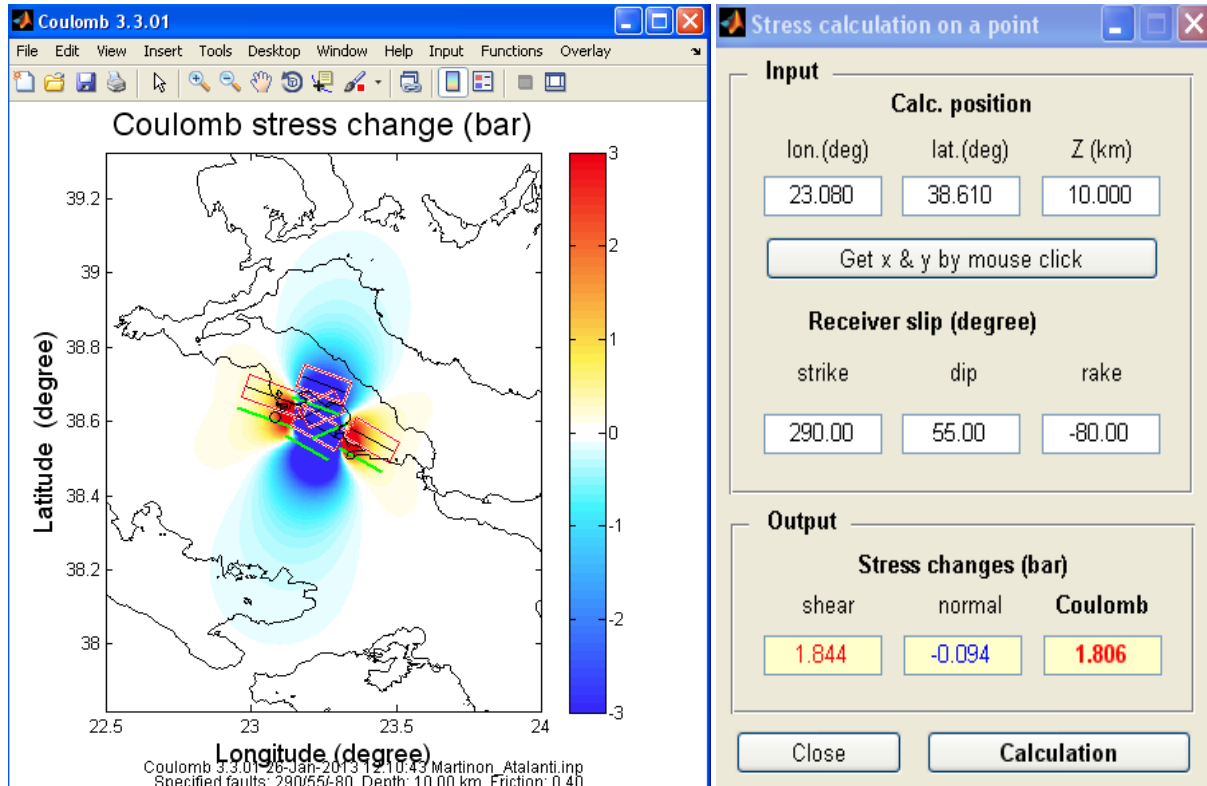 Coulomb 3.3.01
File Edit View Insert Tools Desktop Window Help Input Functions Overlay
Coulomb stress change (bar)
39.2
39
38.8
38.6
38.4
38.2
38
22.5 23 23.5 24
Latitude (degree)
Longitude (degree)
3
2
1
0
-1
-2
-3
Coulomb 3.3.01 26-Jan-2013 12:10:43 Martinon_Atalanti.inp
Specified faults: 290/55/-80 Depth: 10.00 km Friction: 0.40
Stress calculation on a point
Input
Calc. position
lon.(deg) lat.(deg) Z (km)
23.080 38.610 10.000
Get x & y by mouse click
Receiver slip (degree)
strike dip rake
290.00 55.00 -80.00
Output
Stress changes (bar)
shear normal Coulomb
1.844 -0.094 1.806
Close Calculation